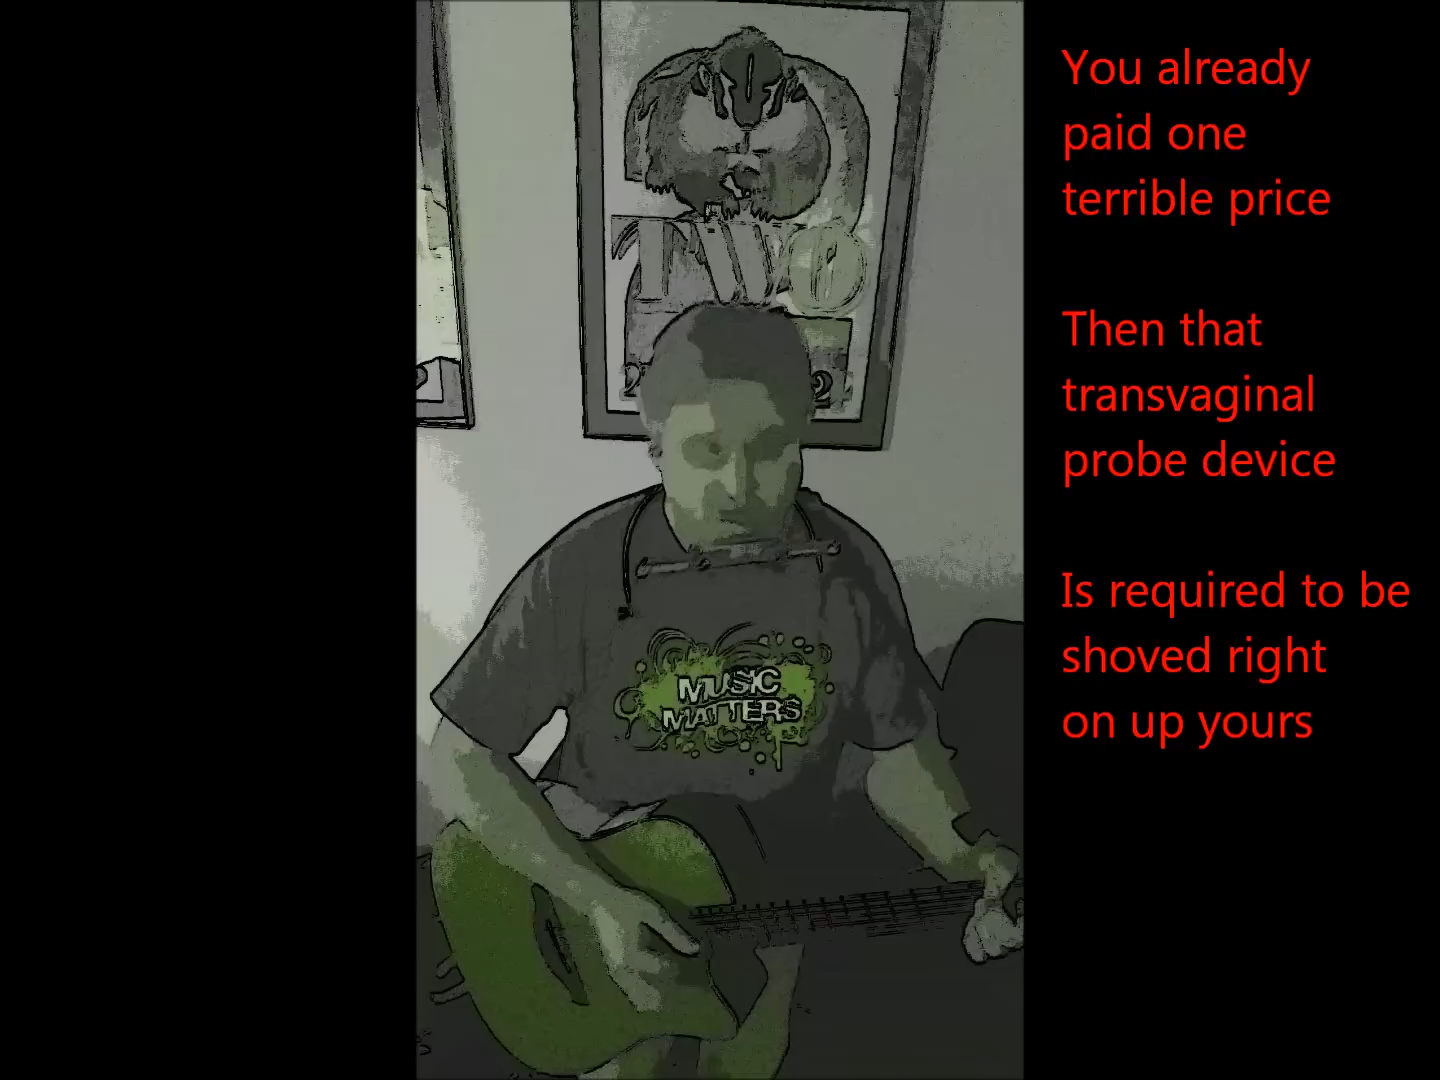 You already
paid one
terrible price
Then that
transvaginal
probe device
Is required to be
shoved right
on up yours
TWO
MUSIC
MATTERS